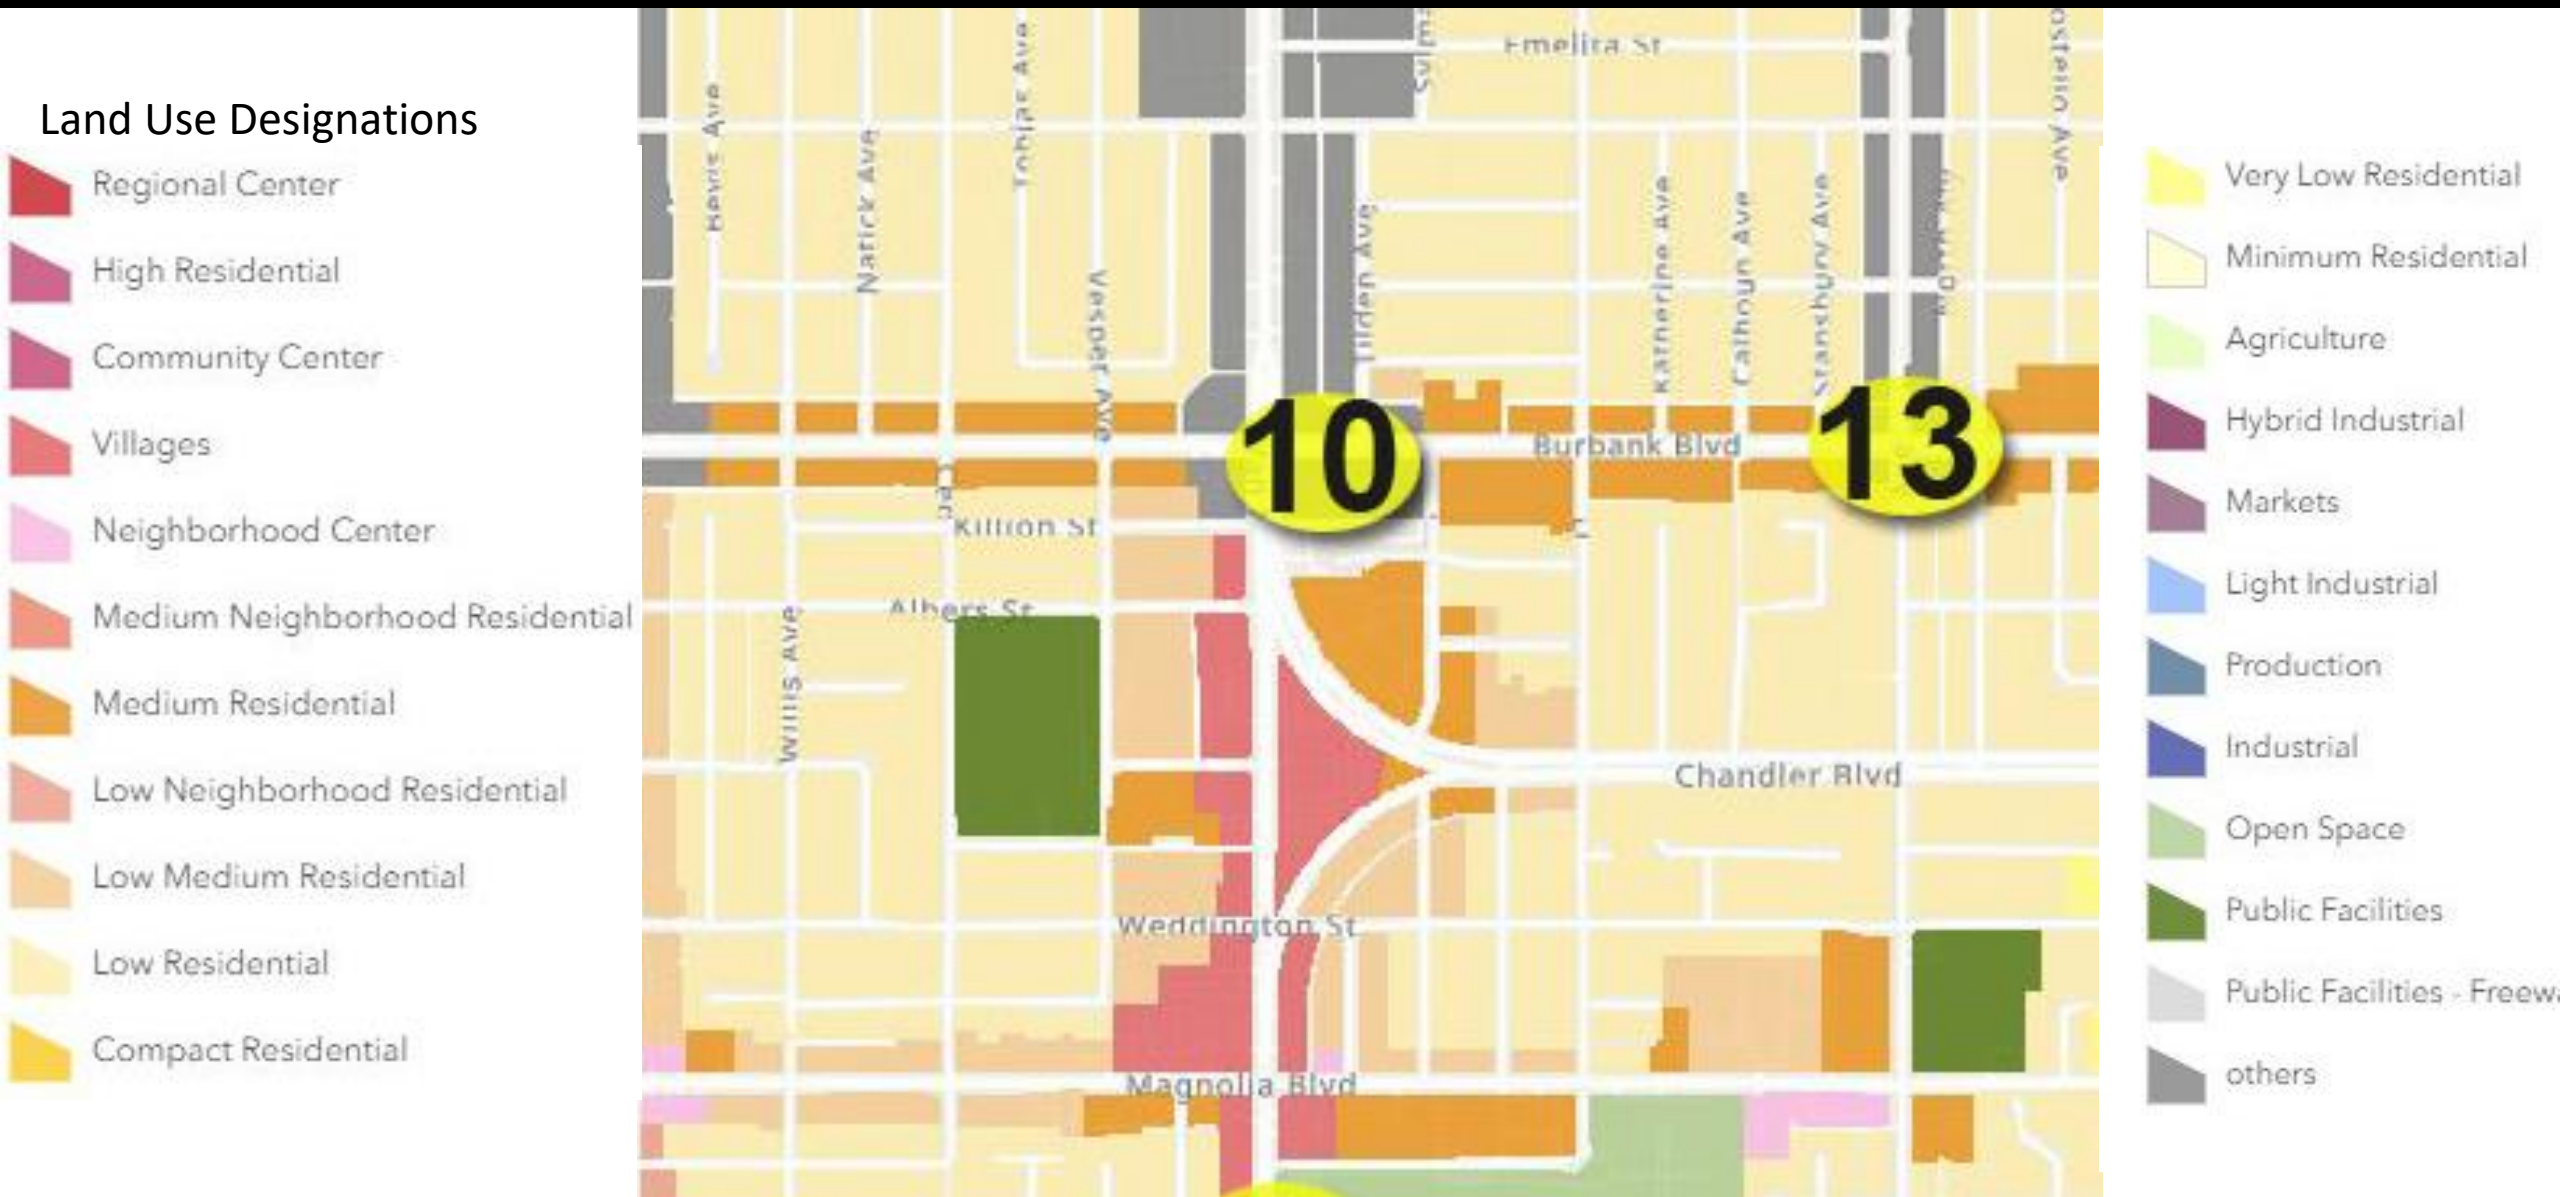 Land Use Designations
Regional Center
High Residential
Community Center
Villages
Neighborhood Center
Medium Neighborhood Residential
Medium Residential
Low Neighborhood Residential
Low Medium Residential
Low Residential
Compact Residential
Emelita St
Natick Ave
Tobias Ave
Vesper Ave
Tilden Ave
Katherine Ave
Calhoun Ave
Stansbury Ave
10
13
Burbank Blvd
Killion St
Albers St
Willis Ave
Chandler Blvd
Weddington St
Magnolia Blvd
Very Low Residential
Minimum Residential
Agriculture
Hybrid Industrial
Markets
Light Industrial
Production
Industrial
Open Space
Public Facilities
Public Facilities - Freew
others